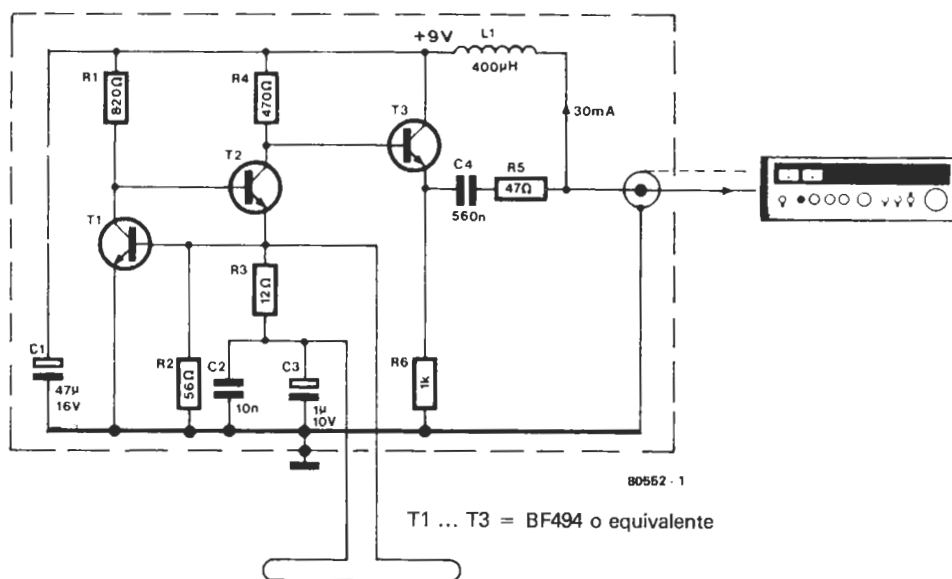 +9V
L1
400µH
30mA
R1
820Ω
R4
470Ω
T3
T2
C4
560n
R5
47Ω
T1
R3
12Ω
C1
47µ
16V
R2
56Ω
C2
10n
C3
1µ
10V
R6
1k
80552 - 1
T1 ... T3 = BF494 o equivalente